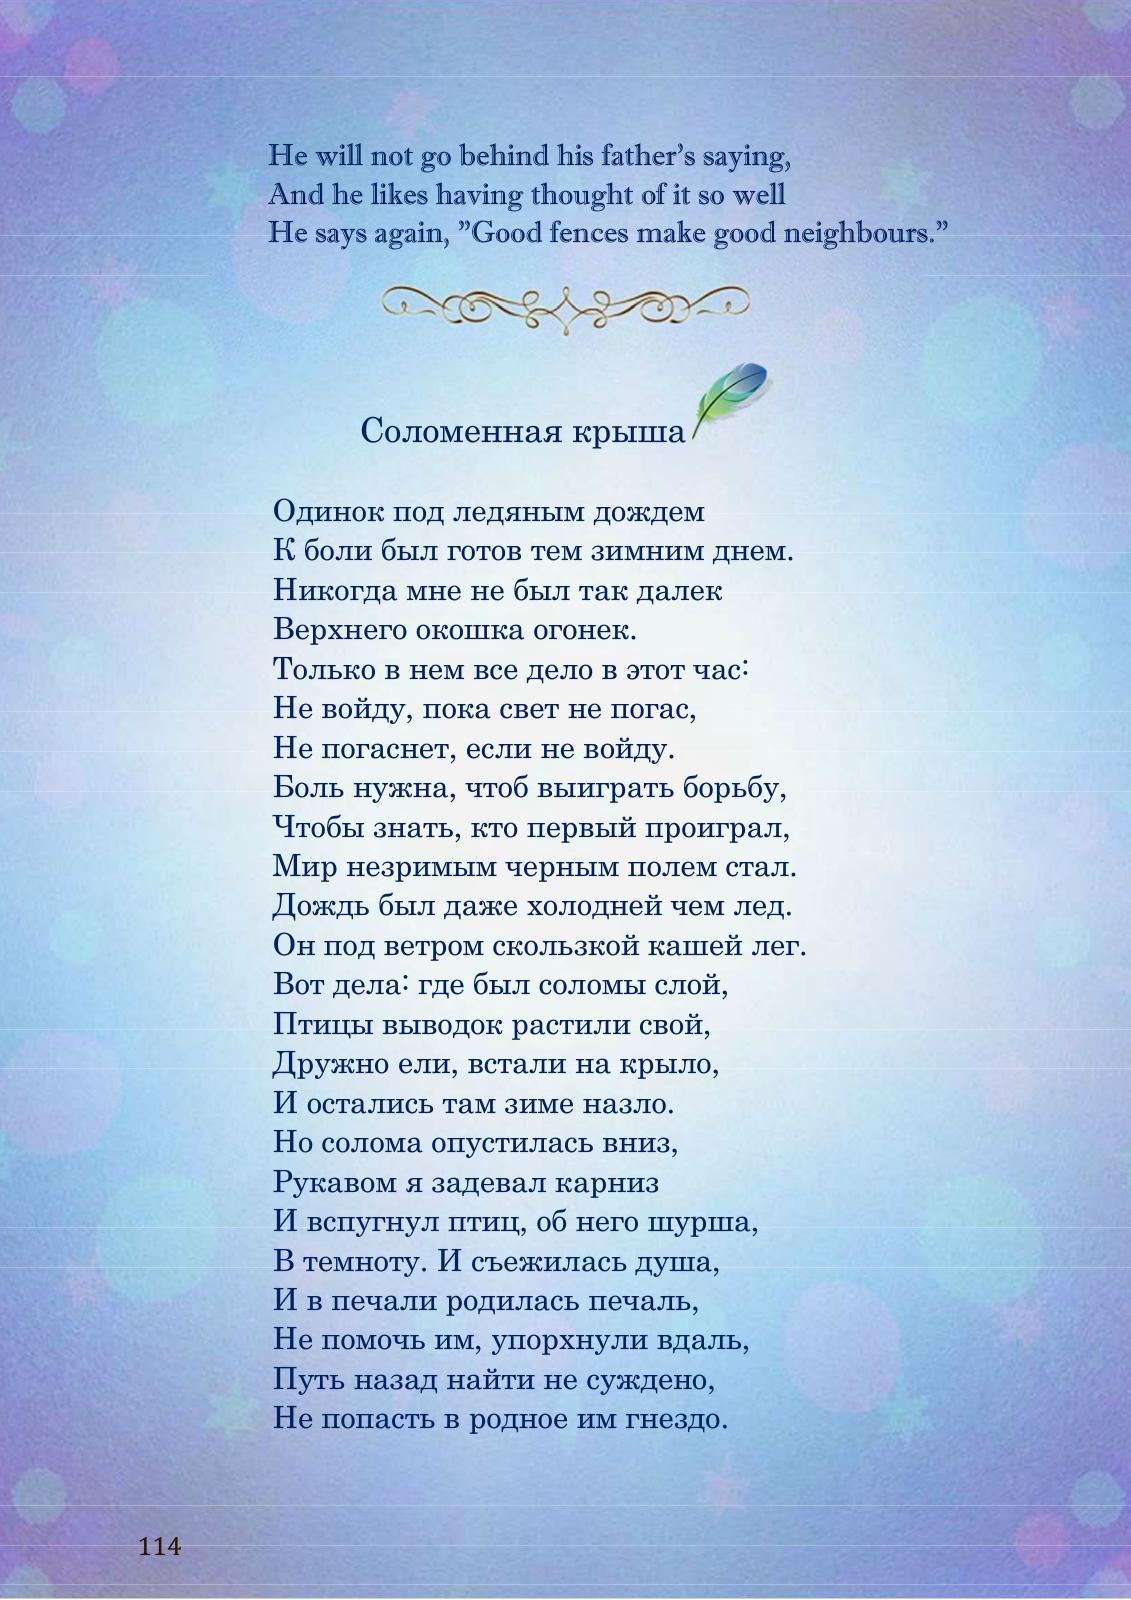 He will not go behind his father’s saying,
And he likes having thought of it so well
He says again, ”Good fences make good neighbours.”
Соломенная крыша
Одинок под ледяным дождем
К боли был готов тем зимним днем.
Никогда мне не был так далек
Верхнего окошка огонек.
Только в нем все дело в этот час:
Не войду, пока свет не погас,
Не погаснет, если не войду.
Боль нужна, чтоб выиграть борьбу,
Чтобы знать, кто первый проиграл,
Мир незримым черным полем стал.
Дождь был даже холодней чем лед.
Он под ветром скользкой кашей лег.
Вот дела: где был соломы слой,
Птицы выводок растили свой,
Дружно ели, встали на крыло,
И остались там зиме назло.
Но солома опустилась вниз,
Рукавом я задевал карниз
И вспугнул птиц, об него шурша,
В темноту. И съежилась душа,
И в печали родилась печаль,
Не помочь им, упорхнули вдаль,
Путь назад найти не суждено,
Не попасть в родное им гнездо.
114